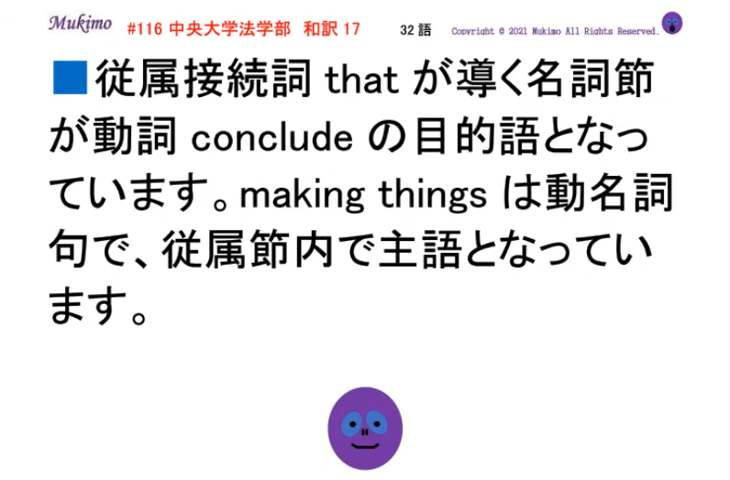 Mukimo #116 中央大学法学部 和訳 17 32 語 Copyright © 2021 Mukimo All Rights Reserved.
■従属接続詞 that が導く名詞節
が動詞 conclude の目的語となっ
ています。making things は動名詞
句で、従属節内で主語となってい
ます。